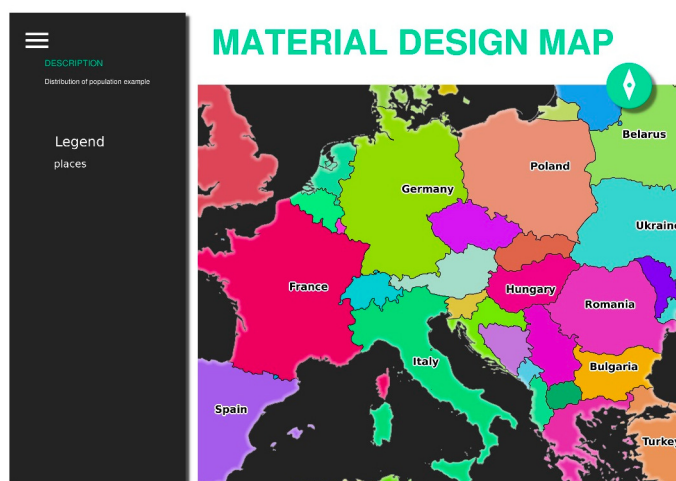 MATERIAL DESIGN MAP
DESCRIPTION
Distribution of population example
Legend
places
Belarus
Poland
Germany
Ukraine
France
Hungary
Romania
Italy
Bulgaria
Spain
Turkey